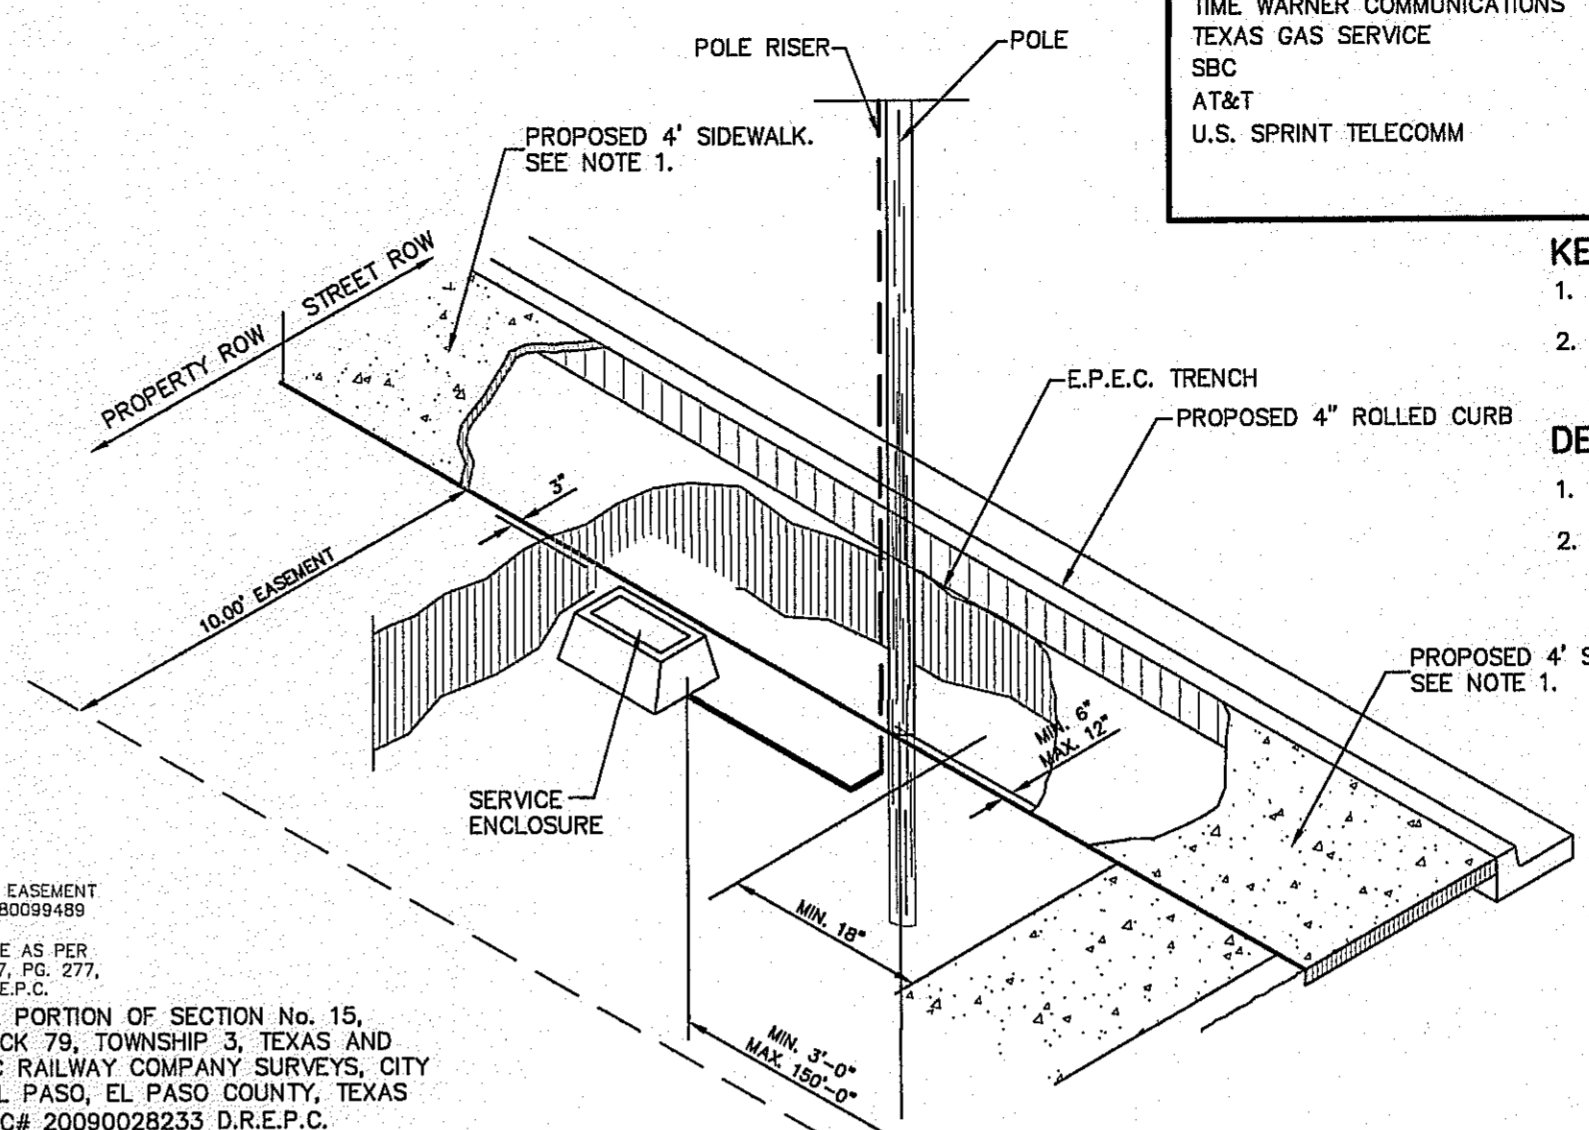 TIME WARNER COMMUNICATIONS
TEXAS GAS SERVICE
SBC
AT&T
U.S. SPRINT TELECOMM
POLE RISER
POLE
PROPOSED 4' SIDEWALK.
SEE NOTE 1.
STREET ROW
PROPERTY ROW
KE
1.
2.
E.P.E.C. TRENCH
PROPOSED 4" ROLLED CURB
DE
1.
2.
3"
10.00' EASEMENT
PROPOSED 4' S
SEE NOTE 1.
MIN. 6"
MAX. 12"
SERVICE
ENCLOSURE
MIN. 18"
MIN. 3'-0"
MAX. 150'-0"
EASEMENT
80099489
E AS PER
7, PG. 277,
E.P.C.
PORTION OF SECTION No. 15,
CK 79, TOWNSHIP 3, TEXAS AND
C RAILWAY COMPANY SURVEYS, CITY
L PASO, EL PASO COUNTY, TEXAS
C# 20090028233 D.R.E.P.C.